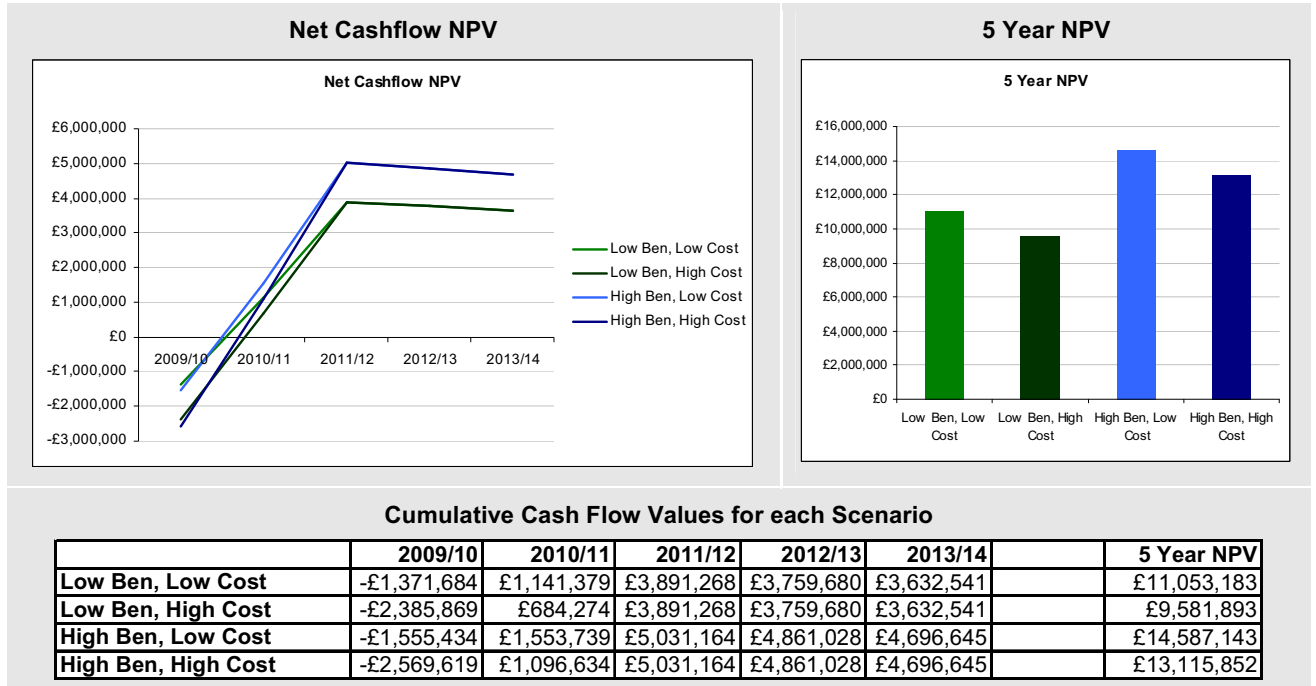 Net Cashflow NPV
Net Cashflow NPV
£6,000,000
£5,000,000
£4,000,000
£3,000,000
£2,000,000
£1,000,000
£0
-£1,000,000
-£2,000,000
-£3,000,000
2009/10 2010/11 2011/12 2012/13 2013/14
Low Ben, Low Cost
Low Ben, High Cost
High Ben, Low Cost
High Ben, High Cost
5 Year NPV
5 Year NPV
£16,000,000
£14,000,000
£12,000,000
£10,000,000
£8,000,000
£6,000,000
£4,000,000
£2,000,000
£0
Low Ben, Low Cost
Low Ben, High Cost
High Ben, Low Cost
High Ben, High Cost
Cumulative Cash Flow Values for each Scenario
2009/10 2010/11 2011/12 2012/13 2013/14 5 Year NPV
Low Ben, Low Cost -£1,371,684 £1,141,379 £3,891,268 £3,759,680 £3,632,541 £11,053,183
Low Ben, High Cost -£2,385,869 £684,274 £3,891,268 £3,759,680 £3,632,541 £9,581,893
High Ben, Low Cost -£1,555,434 £1,553,739 £5,031,164 £4,861,028 £4,696,645 £14,587,143
High Ben, High Cost -£2,569,619 £1,096,634 £5,031,164 £4,861,028 £4,696,645 £13,115,852